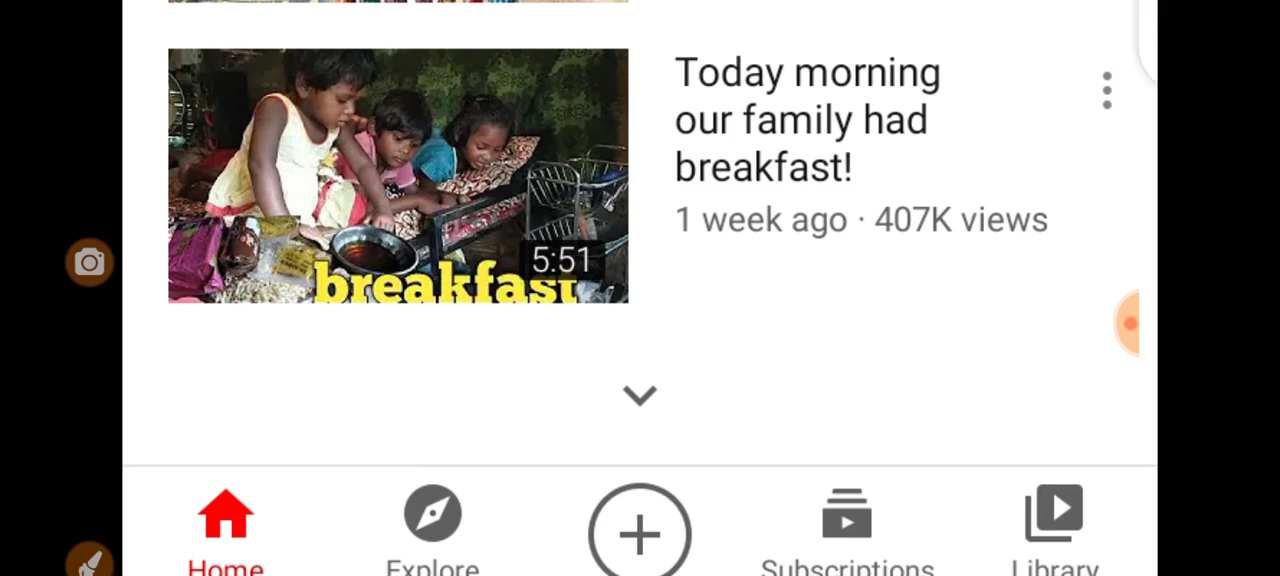 Today morning
our family had
breakfast!
1 week ago · 407K views
5:51
breakfast
Home
Explore
Subscriptions
Library